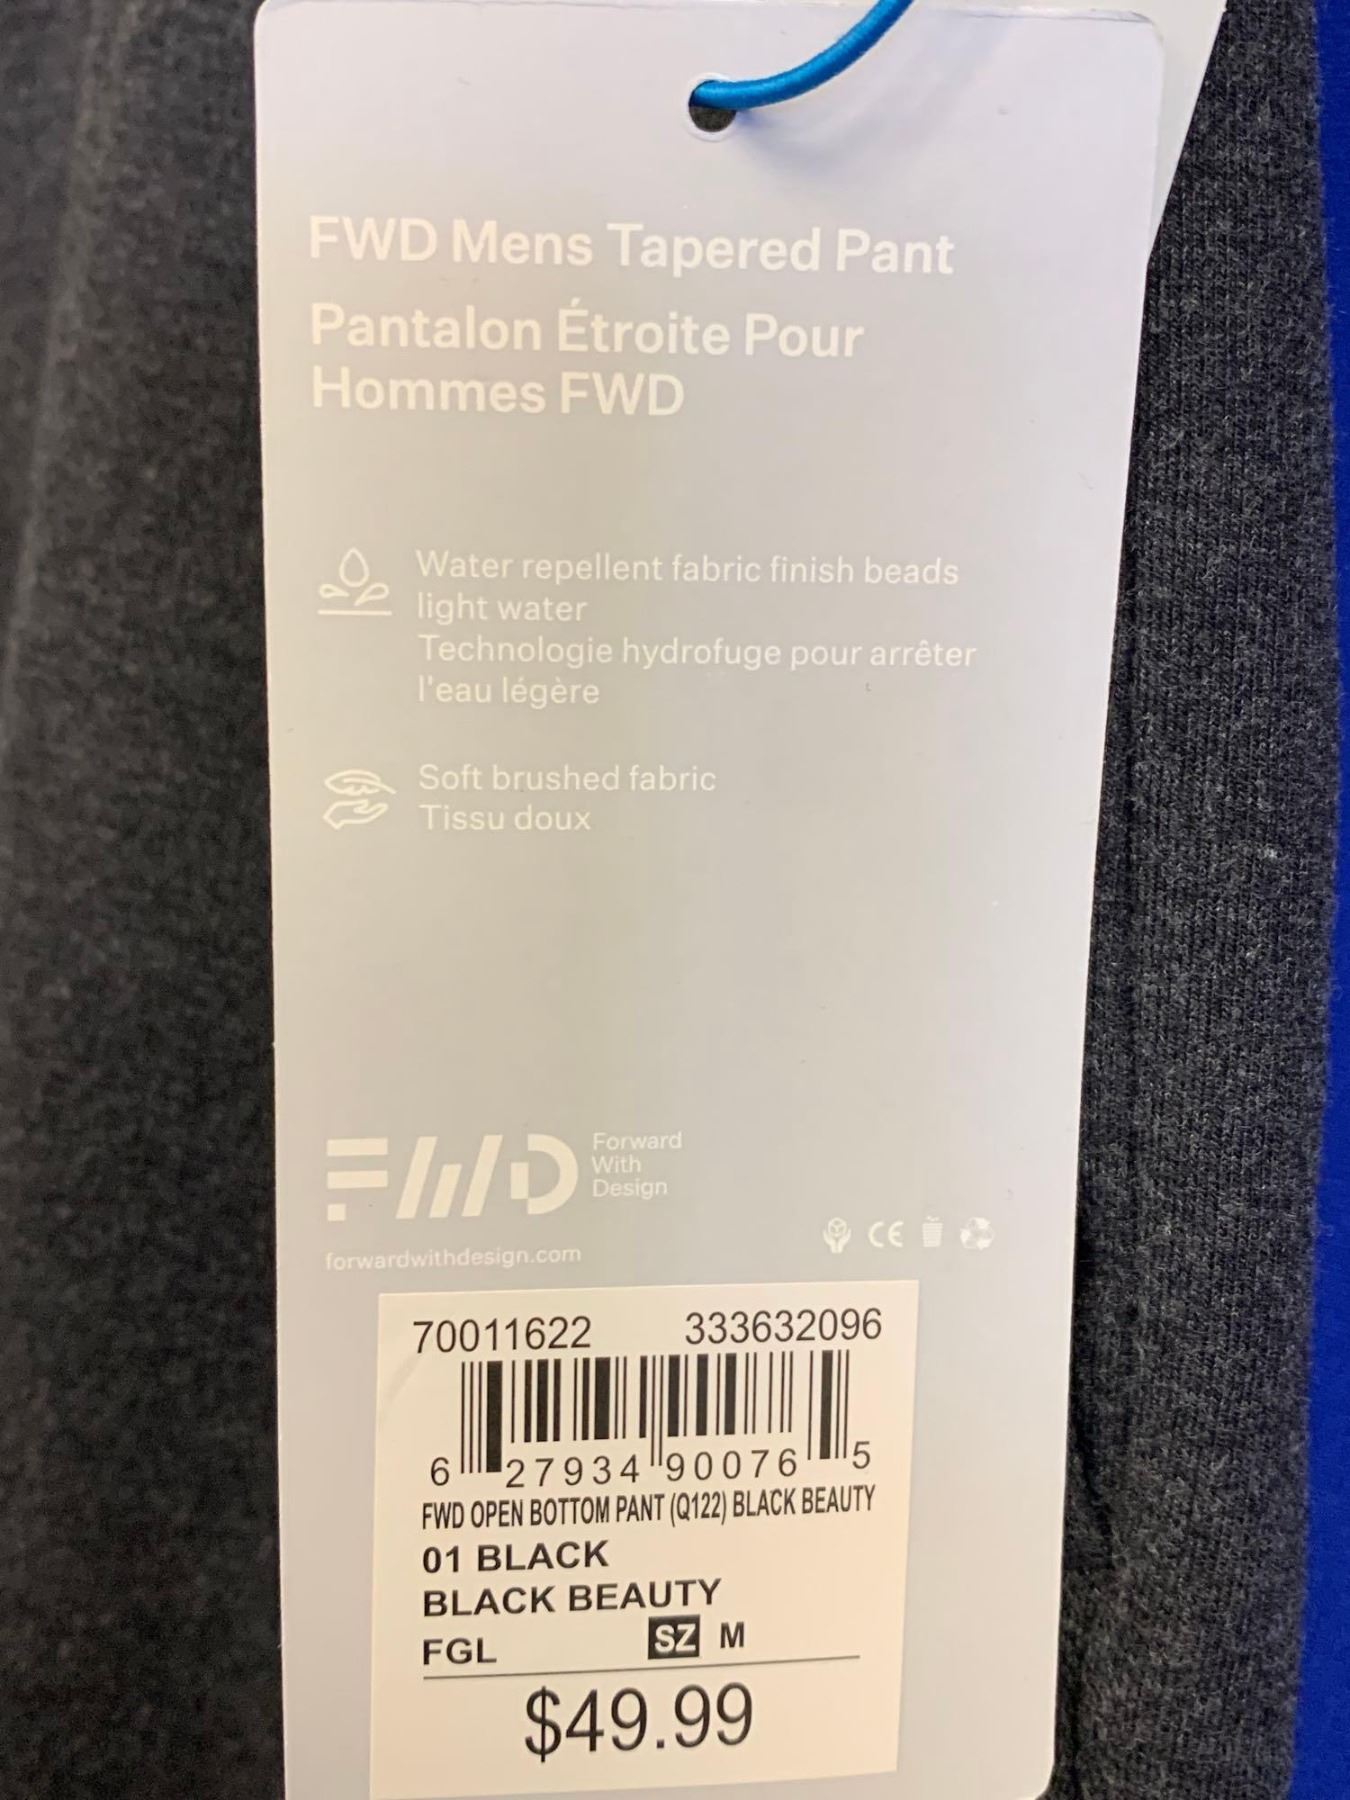 FWD Mens Tapered Pant
Pantalon Étroite Pour
Hommes FWD
Water repellent fabric finish beads
light water
Technologie hydrofuge pour arrêter
l'eau légère
Soft brushed fabric
Tissu doux
FWD
Forward
With
Design
forwardwithdesign.com
CE
70011622 333632096
6 27934 90076 5
FWD OPEN BOTTOM PANT (Q122) BLACK BEAUTY
01 BLACK
BLACK BEAUTY
FGL SZ M
$49.99